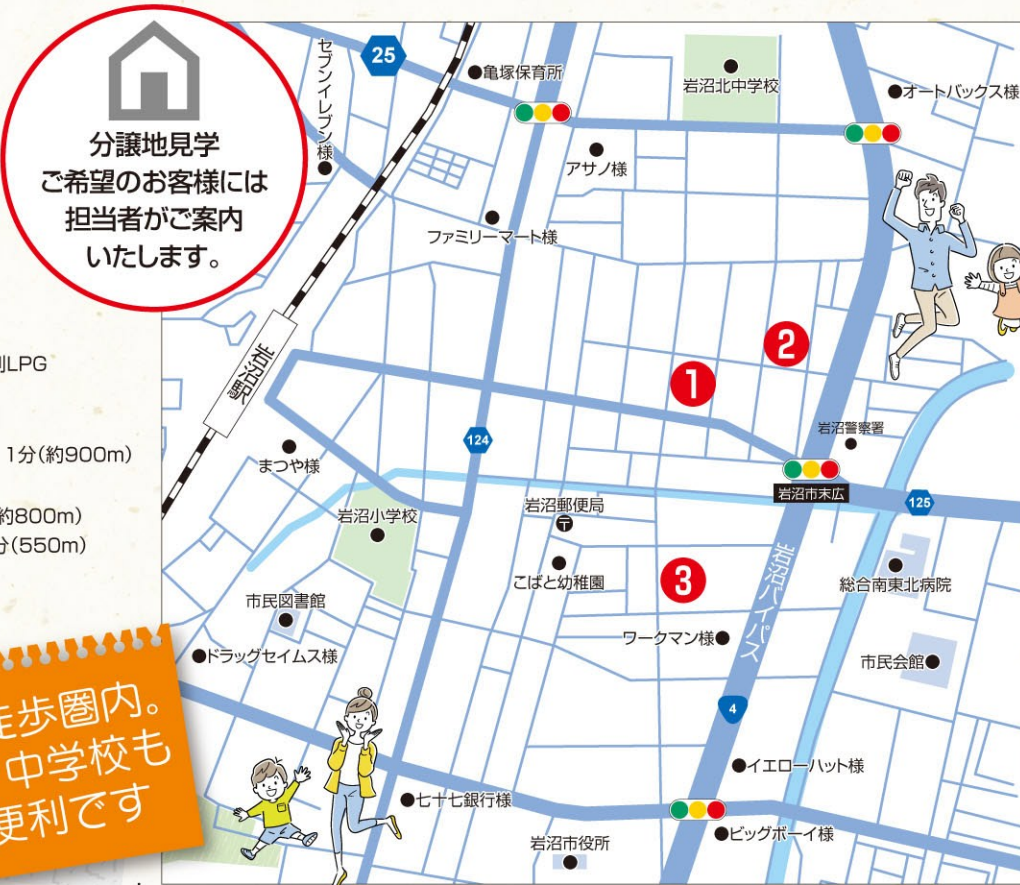 分譲地見学
ご希望のお客様には
担当者がご案内
いたします。
LPG
1分(約900m)
約800m)
分(550m)
徒歩圏内。
中学校も
便利です
セブンイレブン様
25
亀塚保育所
岩沼北中学校
オートバックス様
アサノ様
ファミリーマート様
岩沼駅
2
1
124
岩沼警察署
まつや様
岩沼市末広
125
岩沼小学校
岩沼郵便局
〒
こばと幼稚園
3
岩沼バイパス
総合南東北病院
市民図書館
ワークマン様
ドラッグセイムス様
市民会館
4
イエローハット様
七十七銀行様
岩沼市役所
ビッグボーイ様